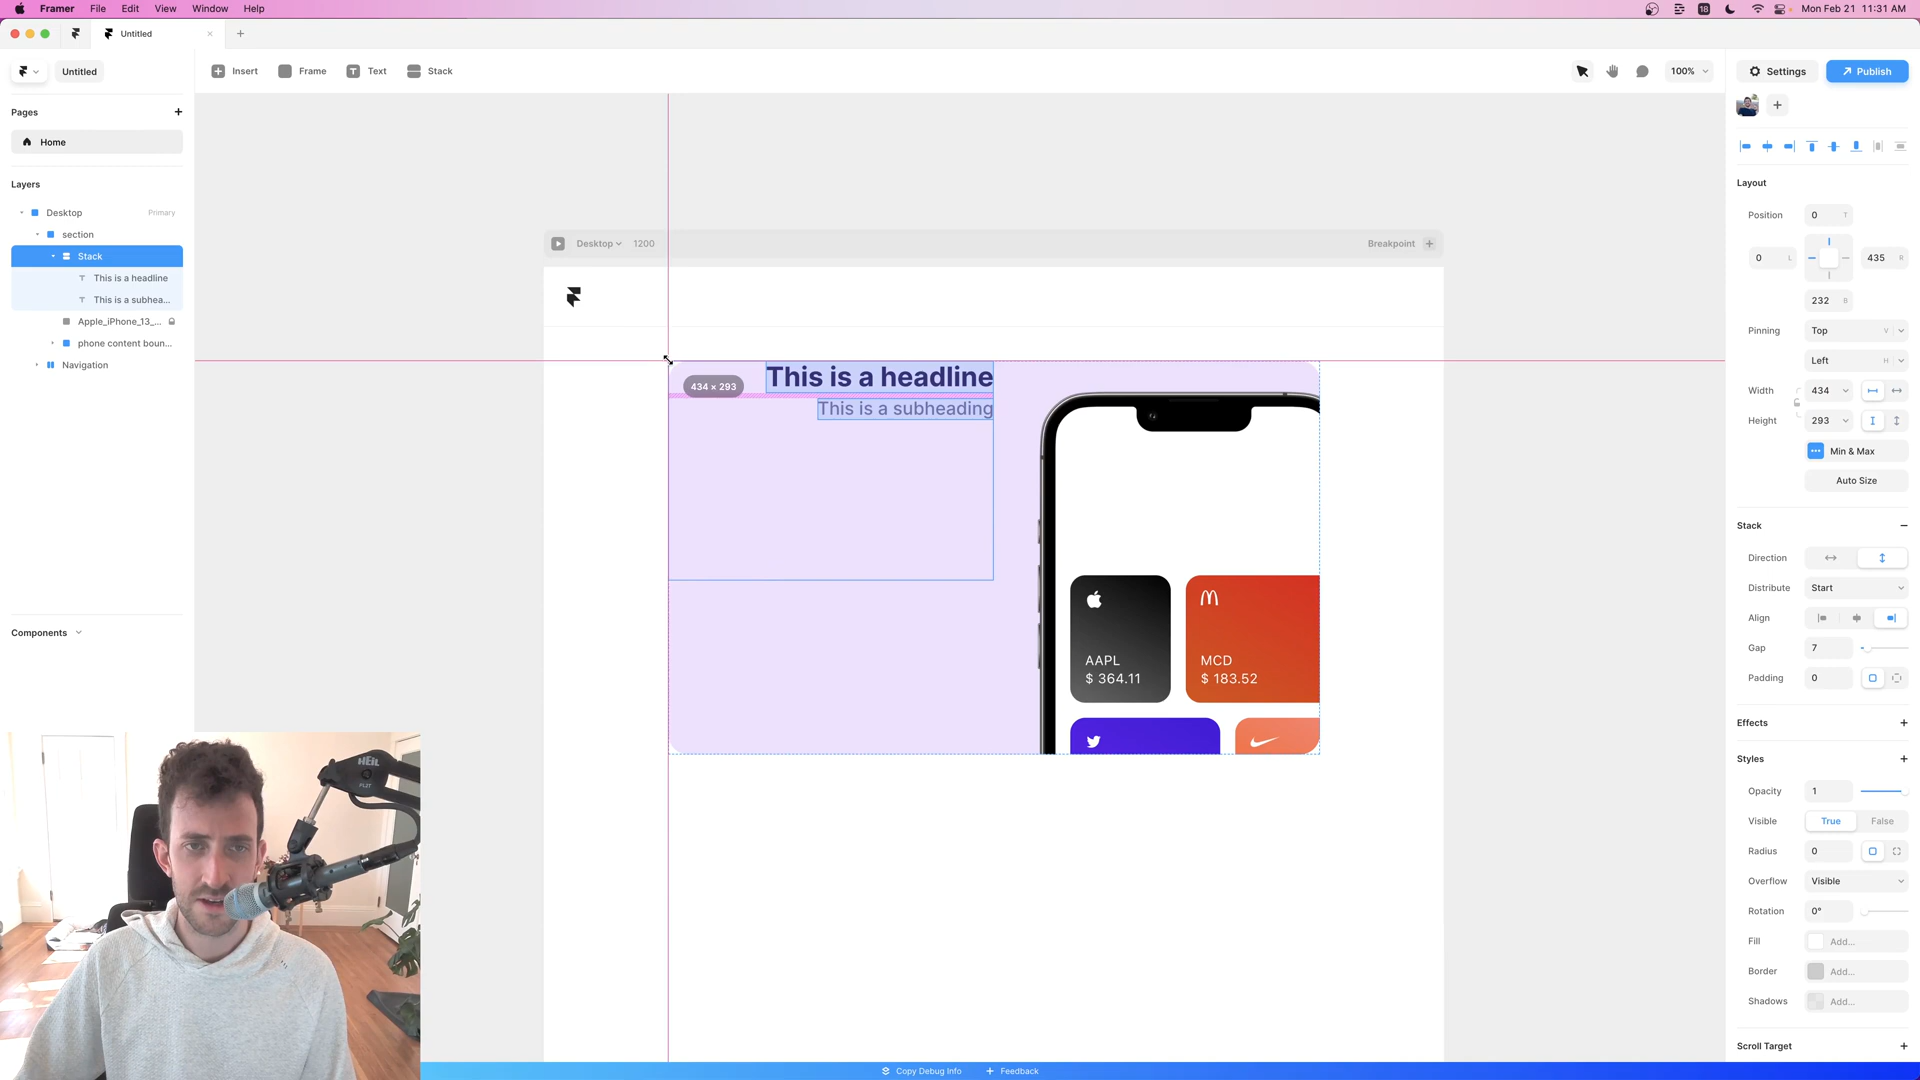 Framer File Edit View Window Help
18 Mon Feb 21 11:31 AM
Untitled
Untitled
Insert Frame Text Stack
100%
Settings Publish
Pages
Home
Layers
Desktop Primary
section
Stack
This is a headline
This is a subhea...
Apple_iPhone_13_...
phone content boun...
Navigation
Components
Desktop 1200 Breakpoint
434 × 293
This is a headline
This is a subheading
AAPL
$ 364.11
MCD
$ 183.52
Layout
Position 0 T
0 L 435 R
232 B
Pinning Top V
Left H
Width 434
Height 293
Min & Max
Auto Size
Stack
Direction
Distribute Start
Align
Gap 7
Padding 0
Effects
Styles
Opacity 1
Visible True False
Radius 0
Overflow Visible
Rotation 0°
Fill Add...
Border Add...
Shadows Add...
Scroll Target
HEIL
Copy Debug Info Feedback